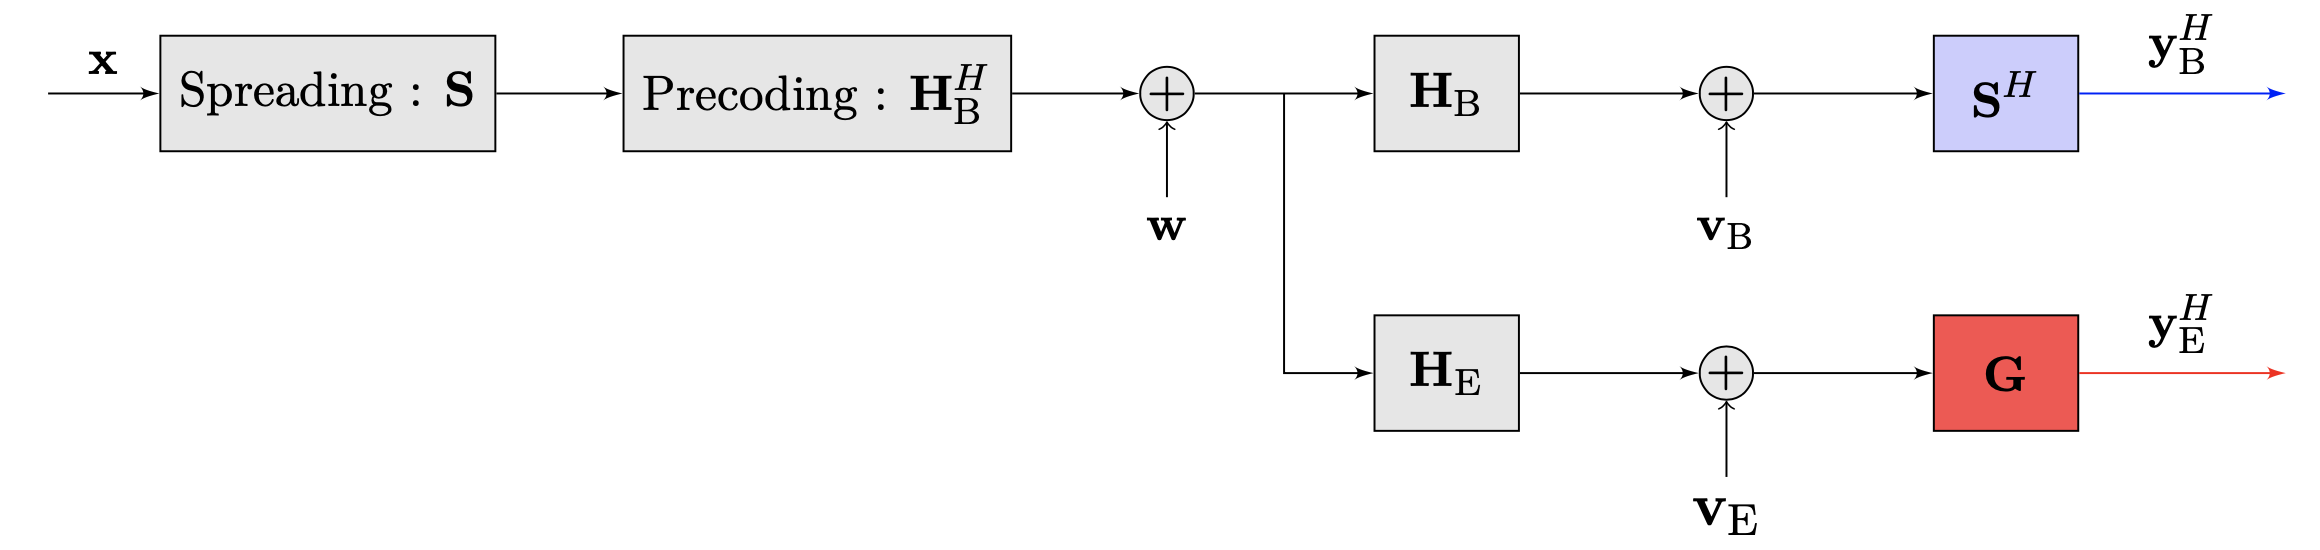 x
Spreading : S
Precoding : H_B^H
+
w
H_B
+
v_B
S^H
y_B^H
H_E
+
v_E
G
y_E^H